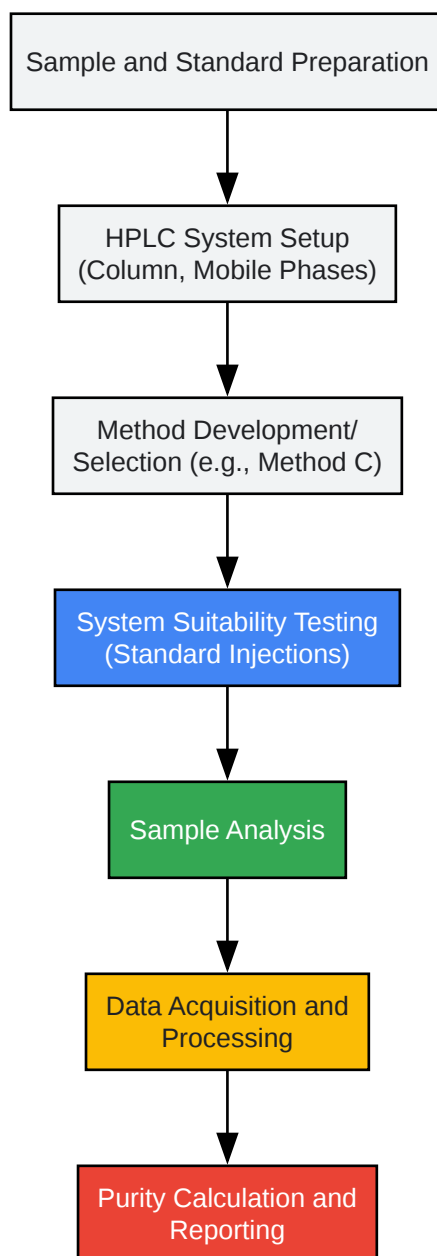 Sample and Standard Preparation
HPLC System Setup
(Column, Mobile Phases)
Method Development/
Selection (e.g., Method C)
System Suitability Testing
(Standard Injections)
Sample Analysis
Data Acquisition and
Processing
Purity Calculation and
Reporting